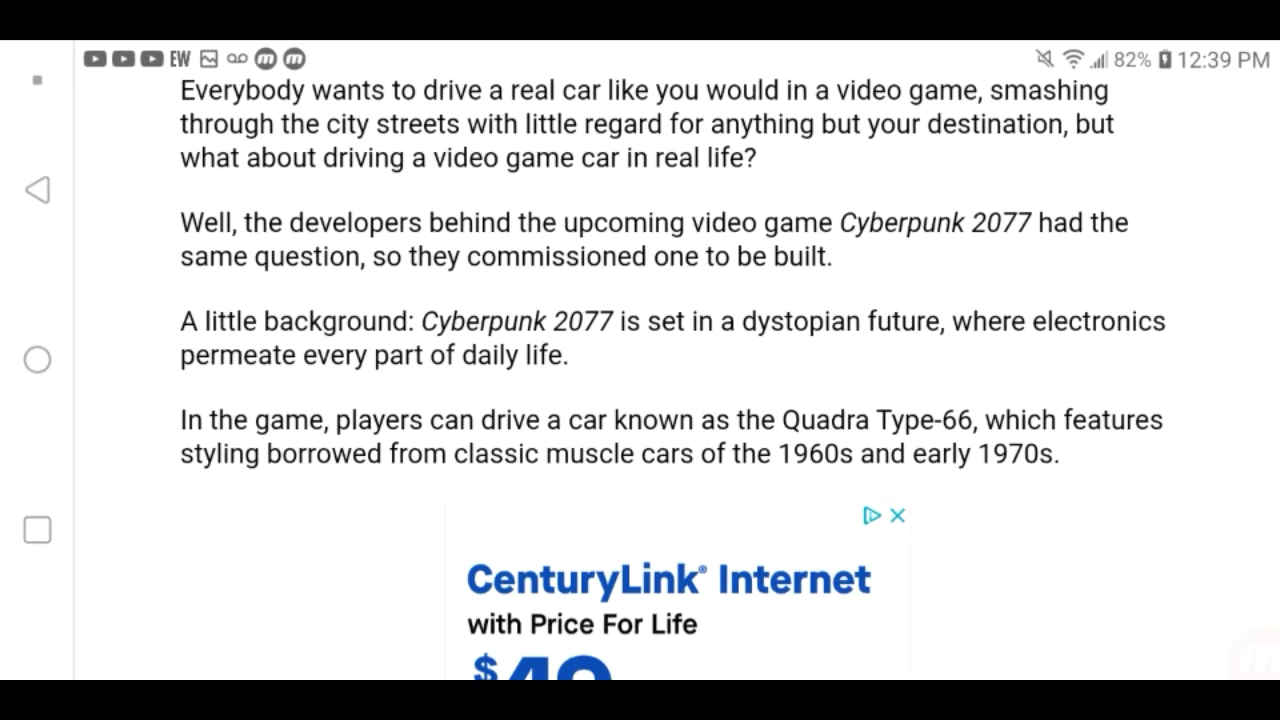 EW 82% 12:39 PM
Everybody wants to drive a real car like you would in a video game, smashing
through the city streets with little regard for anything but your destination, but
what about driving a video game car in real life?
Well, the developers behind the upcoming video game Cyberpunk 2077 had the
same question, so they commissioned one to be built.
A little background: Cyberpunk 2077 is set in a dystopian future, where electronics
permeate every part of daily life.
In the game, players can drive a car known as the Quadra Type-66, which features
styling borrowed from classic muscle cars of the 1960s and early 1970s.
CenturyLink® Internet
with Price For Life